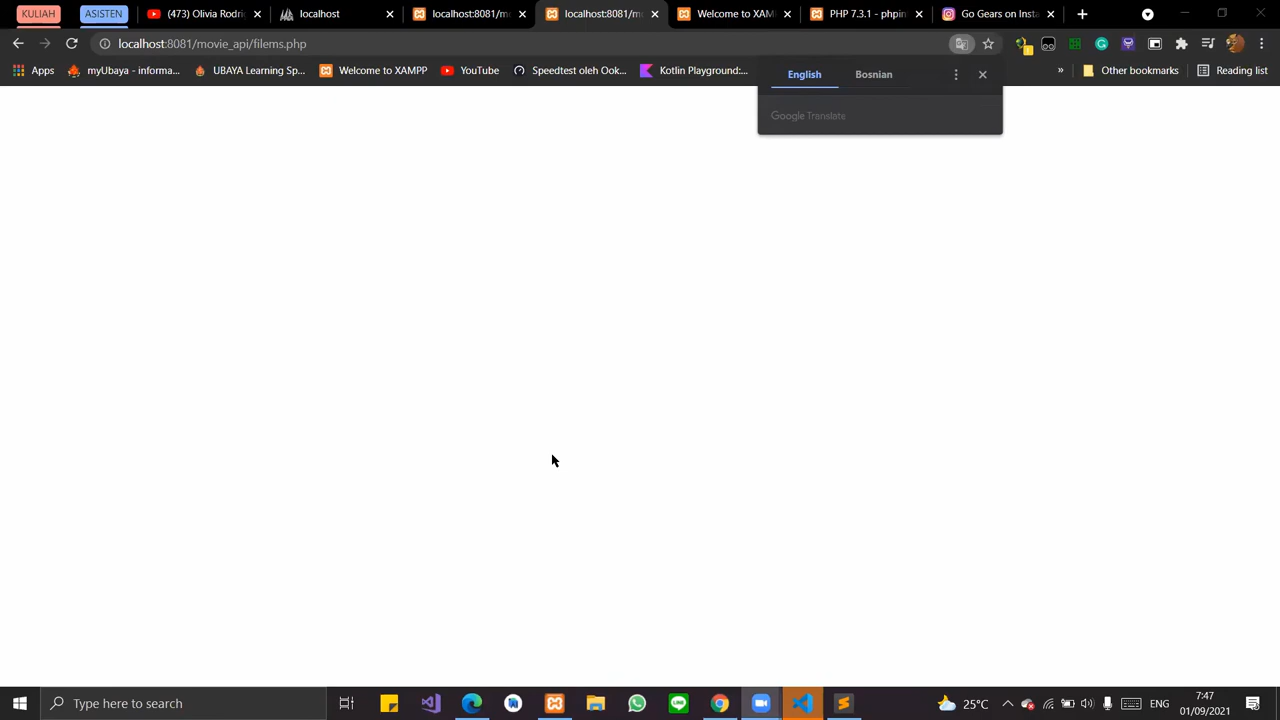 KULIAH
ASISTEN
(473) Olivia Rodri
localhost
localhost:8081/m
Welcome to XAM
PHP 7.3.1 - phpin
Go Gears on Insta
localhost:8081/movie_api/filems.php
Apps
myUbaya - informa...
UBAYA Learning Sp...
Welcome to XAMPP
YouTube
Speedtest oleh Ook...
Kotlin Playground:...
»
Other bookmarks
Reading list
English
Bosnian
Google Translate
Type here to search
25°C
ENG
7:47
01/09/2021